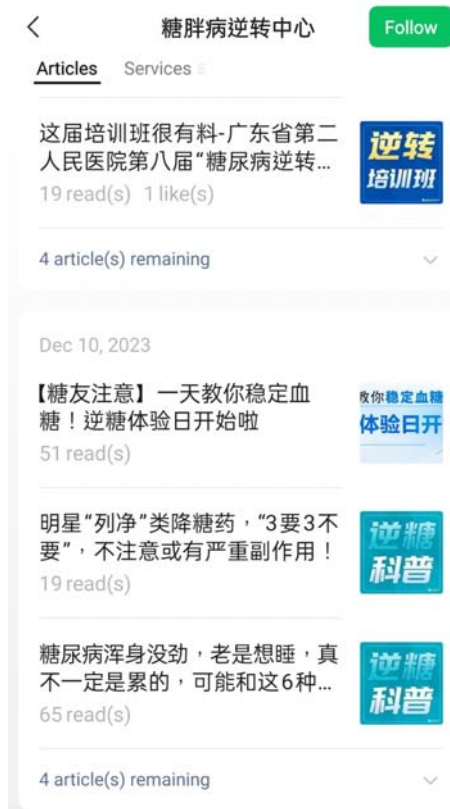 糖胖病逆转中心
Follow
Articles
Services
这届培训班很有料-广东省第二
人民医院第八届“糖尿病逆转...
逆转
培训班
19 read(s) 1 like(s)
4 article(s) remaining
Dec 10, 2023
【糖友注意】一天教你稳定血
糖！逆糖体验日开始啦
教你稳定血糖
体验日开
51 read(s)
明星“列净”类降糖药，“3要3不
要”，不注意或有严重副作用！
逆糖
科普
19 read(s)
糖尿病浑身没劲，老是想睡，真
不一定是累的，可能和这6种...
逆糖
科普
65 read(s)
4 article(s) remaining